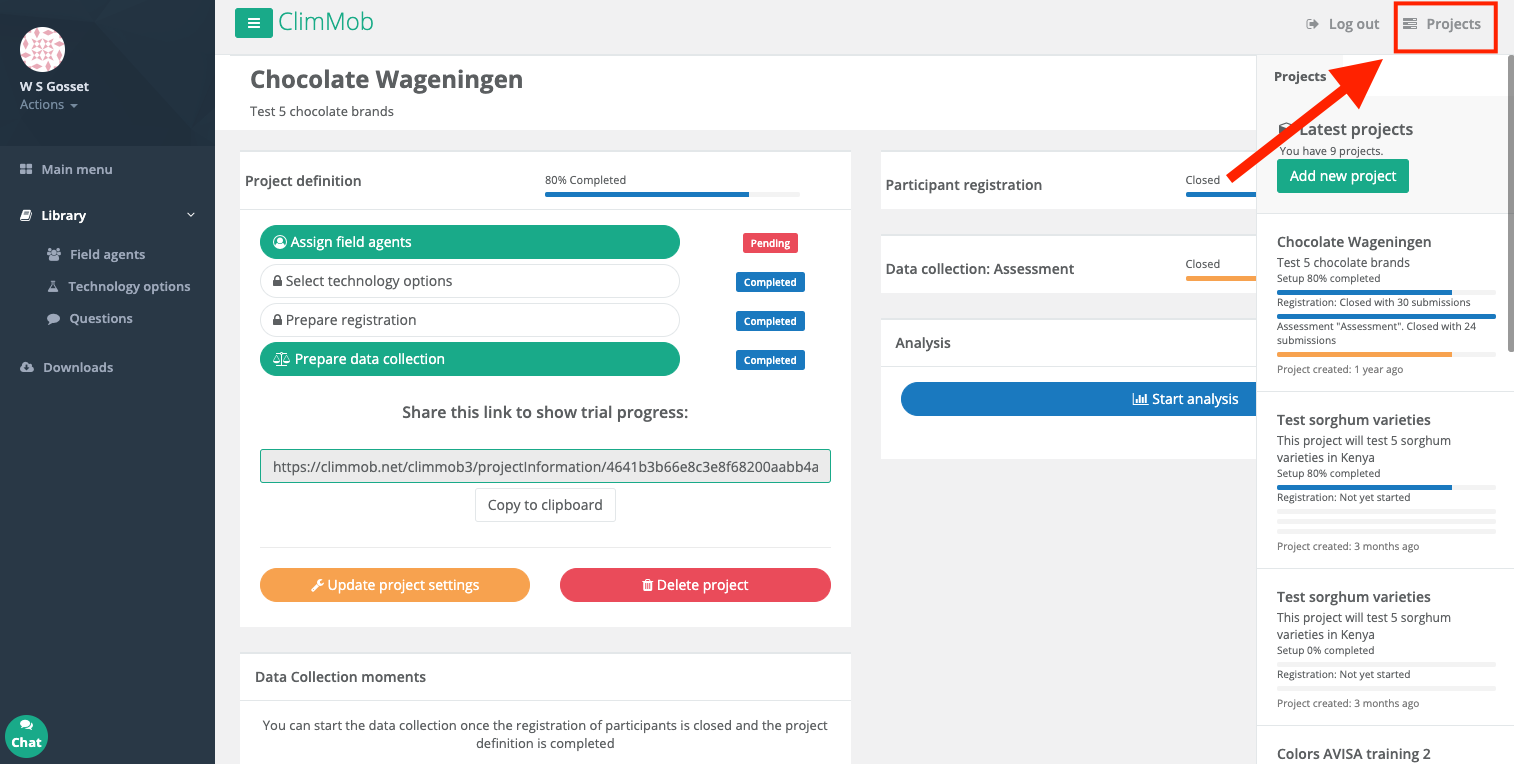 ClimMob
Log out
Projects
W S Gosset
Actions
Main menu
Library
Field agents
Technology options
Questions
Downloads
Chat
Chocolate Wageningen
Test 5 chocolate brands
Project definition
80% Completed
Assign field agents
Pending
Select technology options
Completed
Prepare registration
Completed
Prepare data collection
Completed
Share this link to show trial progress:
https://climmob.net/climmob3/projectInformation/4641b3b66e8c3e8f68200aabb4a
Copy to clipboard
Update project settings
Delete project
Data Collection moments
You can start the data collection once the registration of participants is closed and the project
definition is completed
Participant registration
Closed
Data collection: Assessment
Closed
Analysis
Start analysis
Projects
Latest projects
You have 9 projects.
Add new project
Chocolate Wageningen
Test 5 chocolate brands
Setup 80% completed
Registration: Closed with 30 submissions
Assessment "Assessment". Closed with 24
submissions
Project created: 1 year ago
Test sorghum varieties
This project will test 5 sorghum
varieties in Kenya
Setup 80% completed
Registration: Not yet started
Project created: 3 months ago
Test sorghum varieties
This project will test 5 sorghum
varieties in Kenya
Setup 0% completed
Registration: Not yet started
Project created: 3 months ago
Colors AVISA training 2